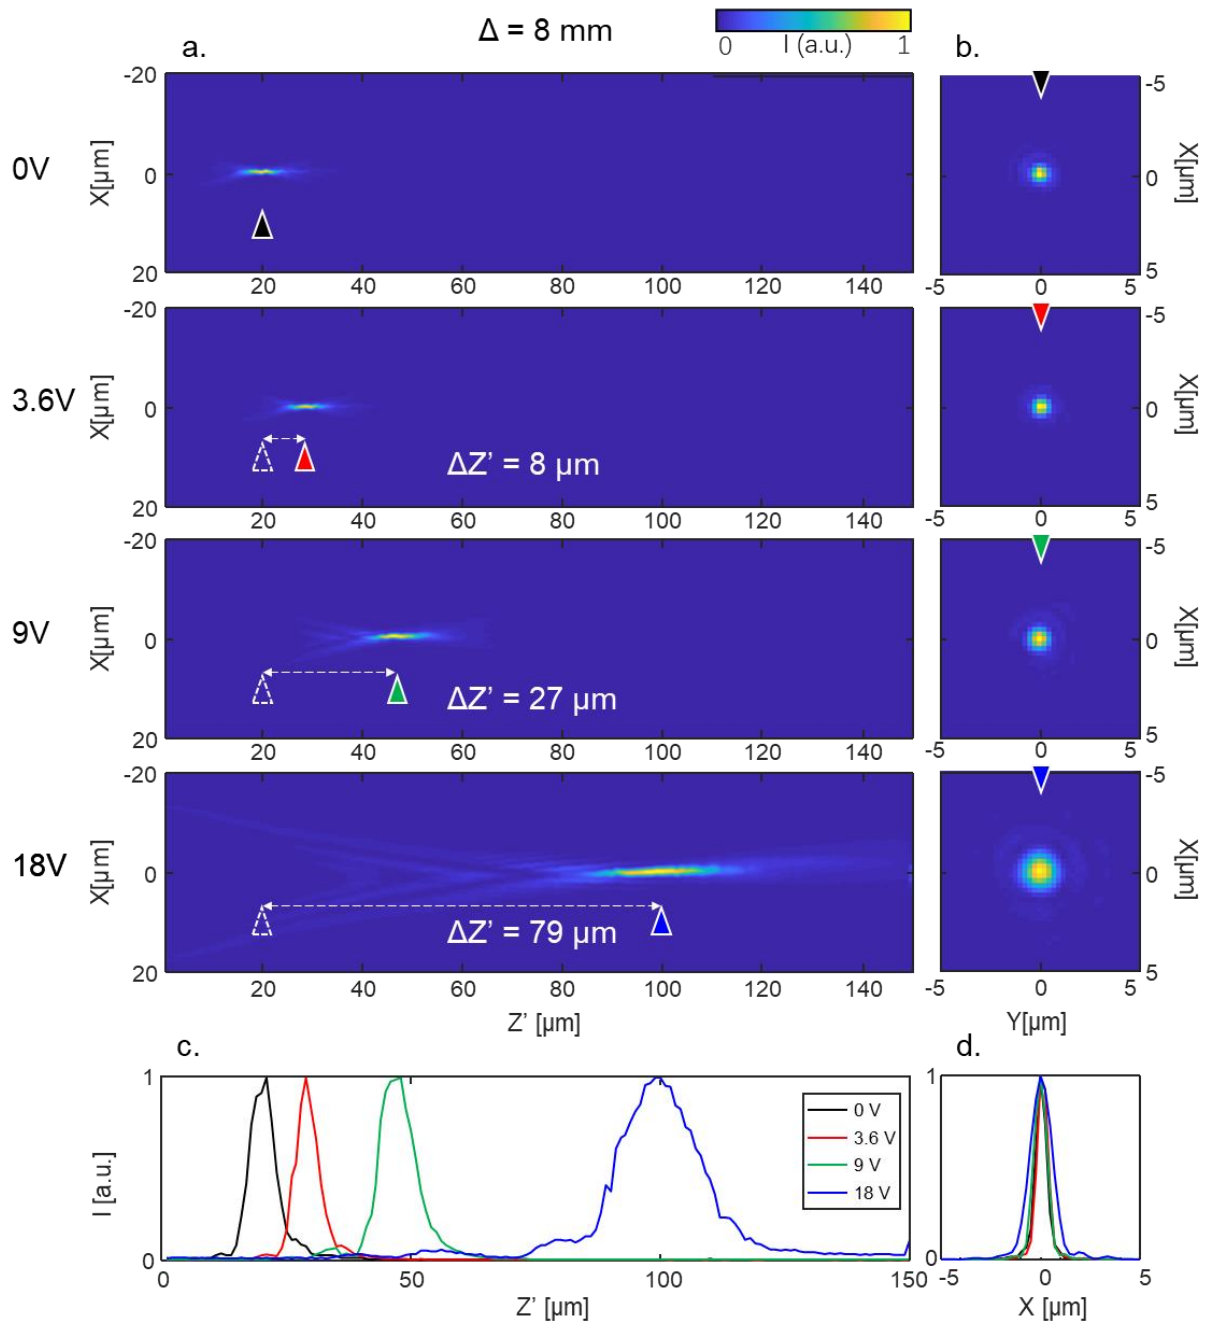 a.
Δ = 8 mm
0 I (a.u.) 1
b.
0V
X[µm]
-20
0
20
20 40 60 80 100 120 140
-5
0
5
X[µm]
-5 0 5
3.6V
X[µm]
-20
0
20
ΔZ' = 8 µm
20 40 60 80 100 120 140
-5
0
5
X[µm]
-5 0 5
9V
X[µm]
-20
0
20
ΔZ' = 27 µm
20 40 60 80 100 120 140
-5
0
5
X[µm]
-5 0 5
18V
X[µm]
-20
0
20
ΔZ' = 79 µm
20 40 60 80 100 120 140
Z' [µm]
-5
0
5
X[µm]
-5 0 5
Y[µm]
c.
I [a.u.]
1
0
0 50 100 150
Z' [µm]
0 V
3.6 V
9 V
18 V
d.
1
0
-5 0 5
X [µm]